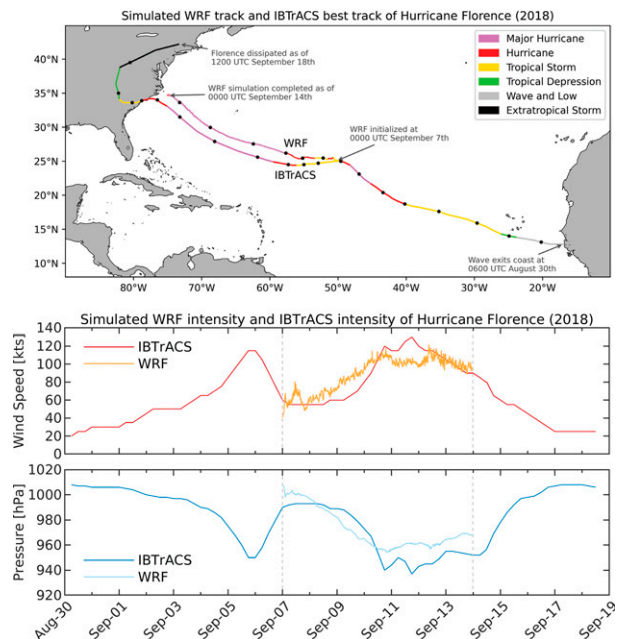 Simulated WRF track and IBTrACS best track of Hurricane Florence (2018)
40°N
35°N
30°N
25°N
20°N
15°N
10°N
80°W
70°W
60°W
50°W
40°W
30°W
20°W
Florence dissipated as of
1200 UTC September 18th
WRF simulation completed as of
0000 UTC September 14th
WRF initialized at
0000 UTC September 7th
WRF
IBTrACS
Wave exits coast at
0600 UTC August 30th
Major Hurricane
Hurricane
Tropical Storm
Tropical Depression
Wave and Low
Extratropical Storm
Simulated WRF intensity and IBTrACS intensity of Hurricane Florence (2018)
Wind Speed [kts]
140
120
100
80
60
40
20
0
IBTrACS
WRF
Pressure [hPa]
1020
1000
980
960
940
920
IBTrACS
WRF
Aug-30
Sep-01
Sep-03
Sep-05
Sep-07
Sep-09
Sep-11
Sep-13
Sep-15
Sep-17
Sep-19